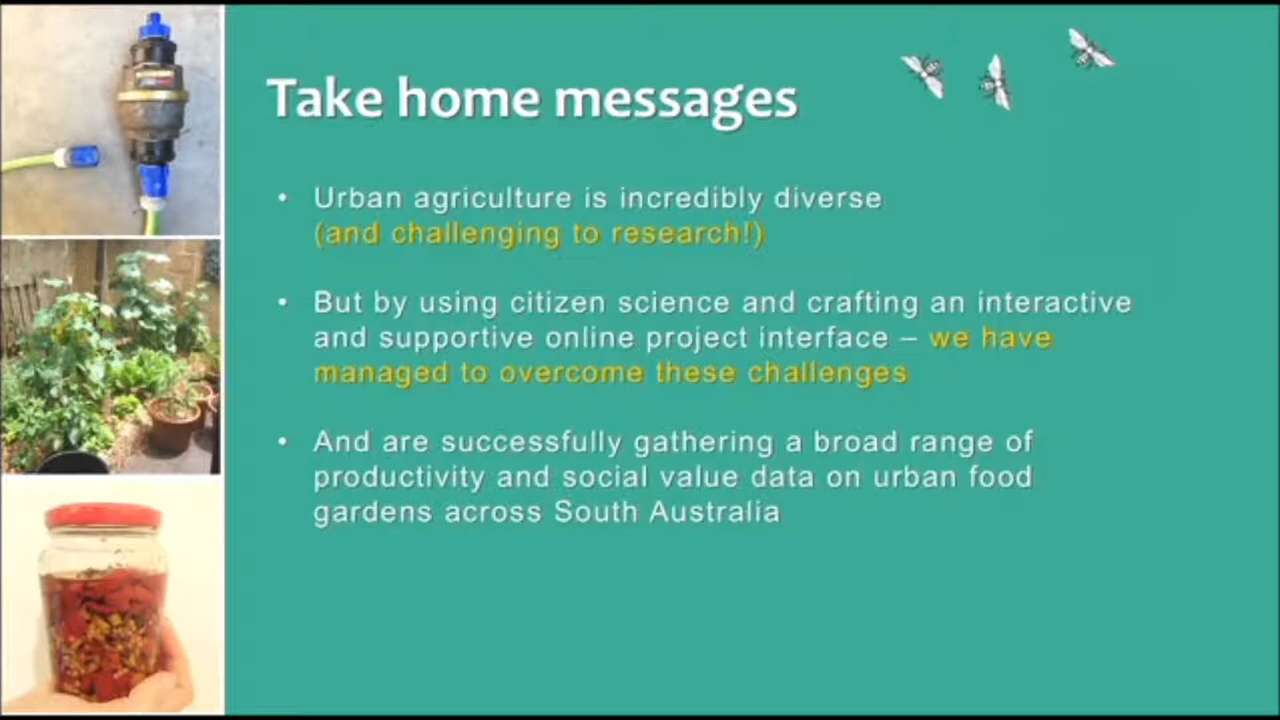 Take home messages
• Urban agriculture is incredibly diverse
(and challenging to research!)
• But by using citizen science and crafting an interactive
and supportive online project interface – we have
managed to overcome these challenges
• And are successfully gathering a broad range of
productivity and social value data on urban food
gardens across South Australia